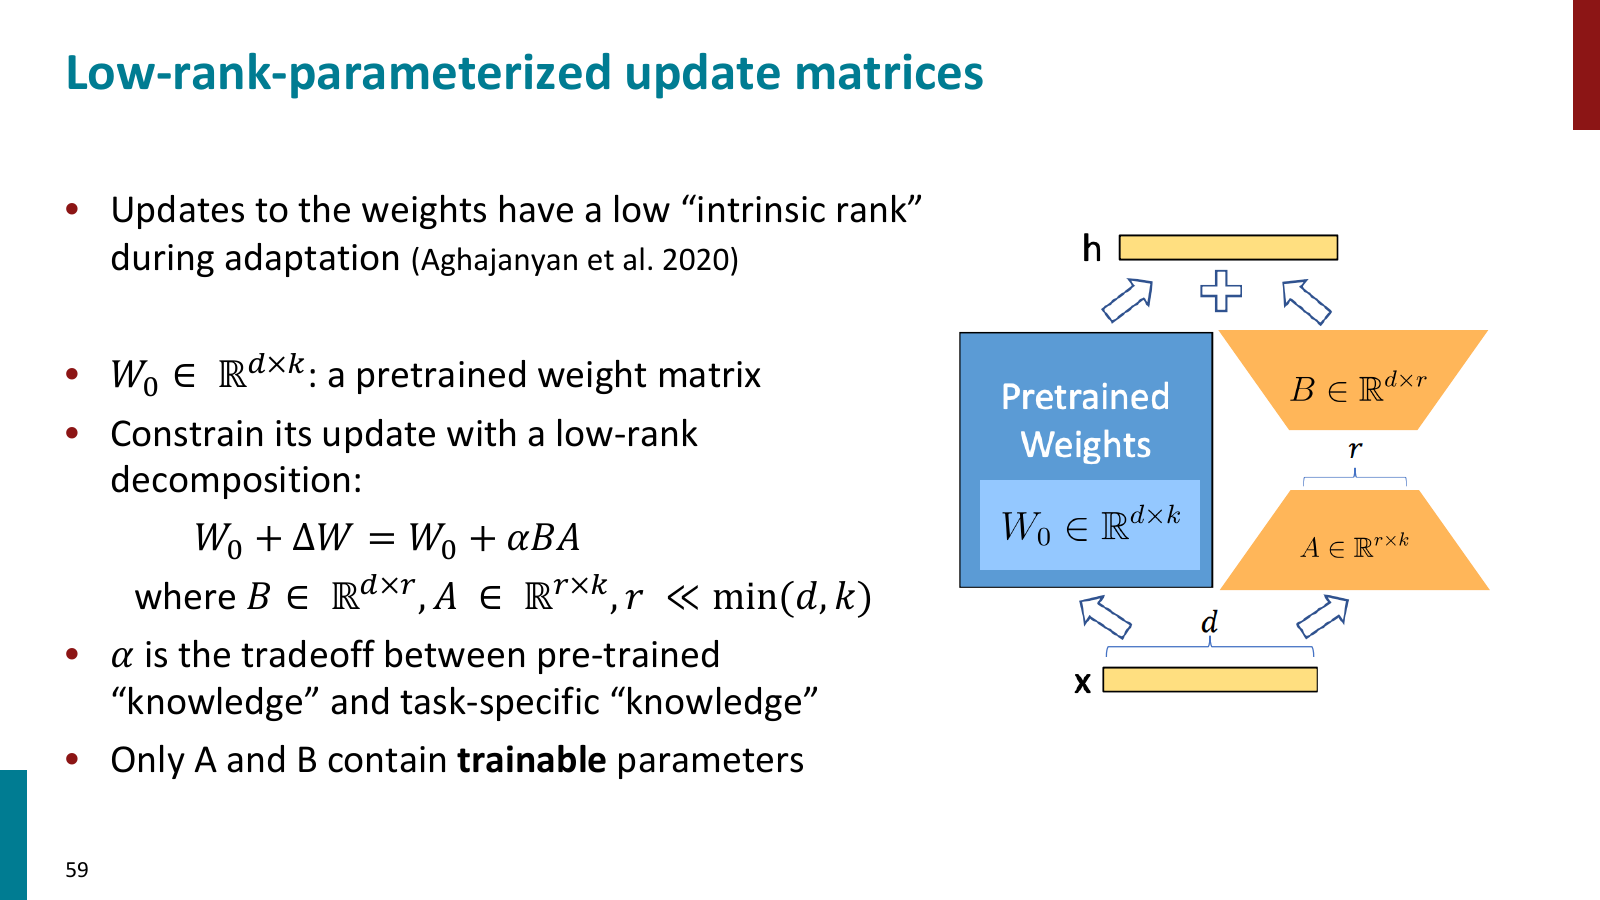 Low-rank-parameterized update matrices
• Updates to the weights have a low “intrinsic rank”
during adaptation (Aghajanyan et al. 2020)
• 𝑊₀ ∈ ℝ^{𝑑×𝑘}: a pretrained weight matrix
• Constrain its update with a low-rank
decomposition:
𝑊₀ + Δ𝑊 = 𝑊₀ + 𝛼𝐵𝐴
where 𝐵 ∈ ℝ^{𝑑×𝑟}, 𝐴 ∈ ℝ^{𝑟×𝑘}, 𝑟 ≪ min(𝑑, 𝑘)
• 𝛼 is the tradeoff between pre-trained
“knowledge” and task-specific “knowledge”
• Only A and B contain trainable parameters
h
Pretrained
Weights
W₀ ∈ ℝ^{d×k}
B ∈ ℝ^{d×r}
r
A ∈ ℝ^{r×k}
d
x
59